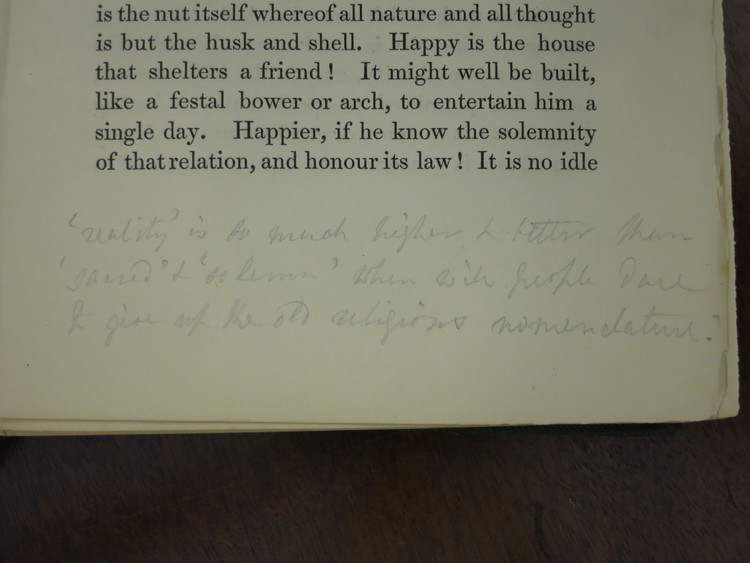 is the nut itself whereof all nature and all thought
is but the husk and shell. Happy is the house
that shelters a friend! It might well be built,
like a festal bower or arch, to entertain him a
single day. Happier, if he know the solemnity
of that relation, and honour its law! It is no idle
'reality' is so much higher & better than
'sacred' & 'solemn' when will people dare
to give up the old religious nomenclature?